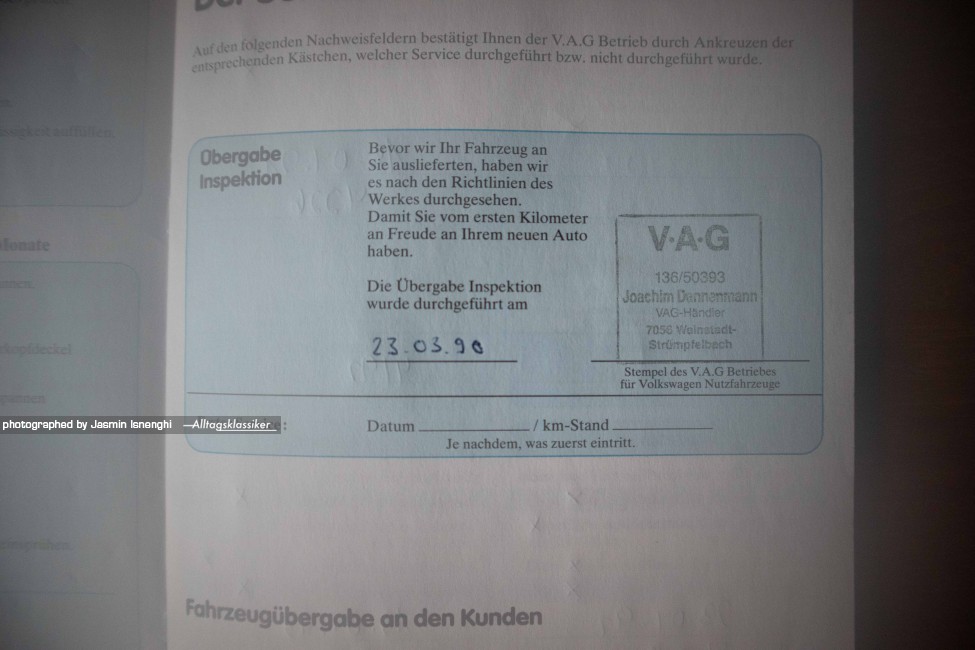 Auf den folgenden Nachweisfeldern bestätigt Ihnen der V.A.G Betrieb durch Ankreuzen der
entsprechenden Kästchen, welcher Service durchgeführt bzw. nicht durchgeführt wurde.
Übergabe
Inspektion
Bevor wir Ihr Fahrzeug an
Sie auslieferten, haben wir
es nach den Richtlinien des
Werkes durchgesehen.
Damit Sie vom ersten Kilometer
an Freude an Ihrem neuen Auto
haben.
Die Übergabe Inspektion
wurde durchgeführt am
23.03.90
V·A·G
136/50393
Joachim Dannenmann
VAG-Händler
7056 Weinstadt-
Strümpfelbach
Stempel des V.A.G Betriebes
für Volkswagen Nutzfahrzeuge
Datum / km-Stand
Je nachdem, was zuerst eintritt.
Fahrzeugübergabe an den Kunden
auffüllen.
Monate
spannen
photographed by Jasmin Isnenghi —Alltagsklassiker_